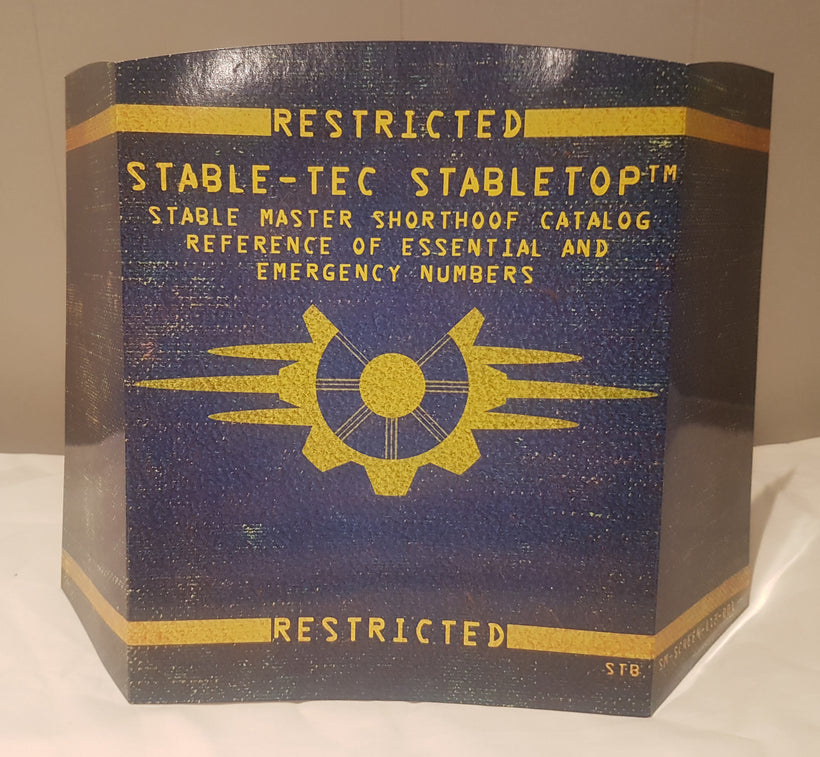 RESTRICTED
STABLE-TEC STABLETOP™
STABLE MASTER SHORTHOOF CATALOG
REFERENCE OF ESSENTIAL AND
EMERGENCY NUMBERS
RESTRICTED
STB